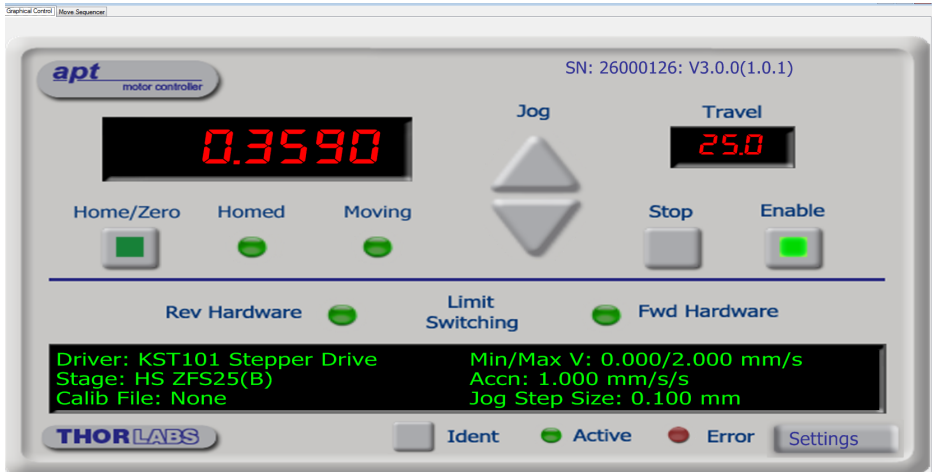 Graphical Control Move Sequencer
apt
motor controller
SN: 26000126: V3.0.0(1.0.1)
Jog
Travel
0.3590
25.0
Home/Zero Homed Moving
Stop Enable
Rev Hardware
Limit
Switching
Fwd Hardware
Driver: KST101 Stepper Drive
Min/Max V: 0.000/2.000 mm/s
Stage: HS ZFS25(B)
Accn: 1.000 mm/s/s
Calib File: None
Jog Step Size: 0.100 mm
THORLABS
Ident Active Error Settings